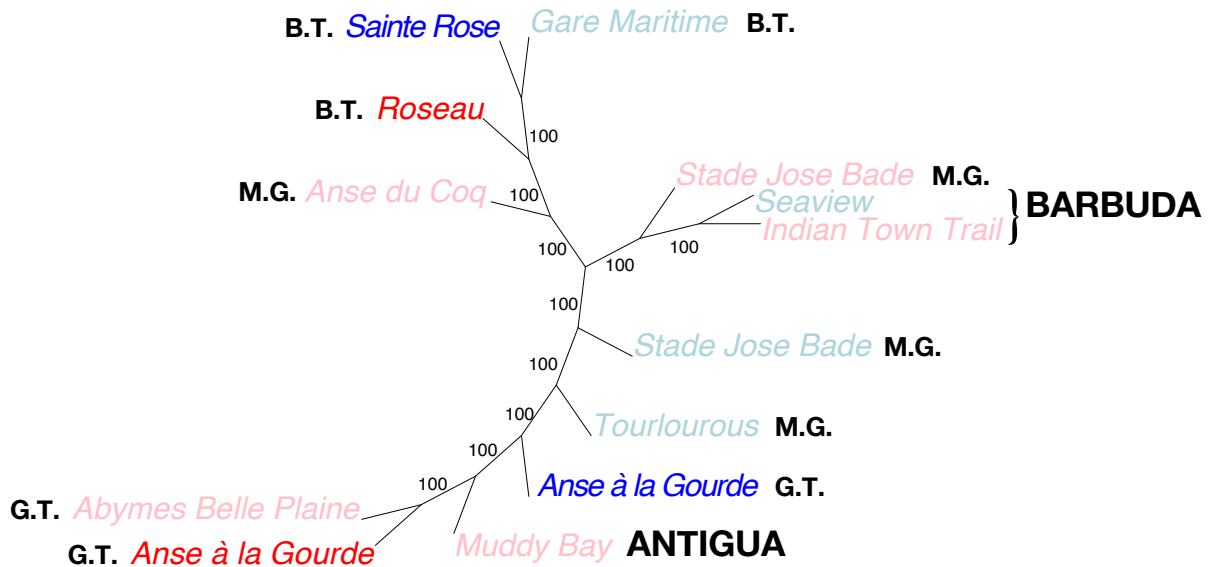 B.T. Sainte Rose
Gare Maritime B.T.
B.T. Roseau
100
Stade Jose Bade M.G.
M.G. Anse du Coq
100
Seaview
BARBUDA
Indian Town Trail
100
100
100
100
Stade Jose Bade M.G.
100
100
Tourlourous M.G.
100
Anse à la Gourde G.T.
100
G.T. Abymes Belle Plaine
Muddy Bay ANTIGUA
G.T. Anse à la Gourde